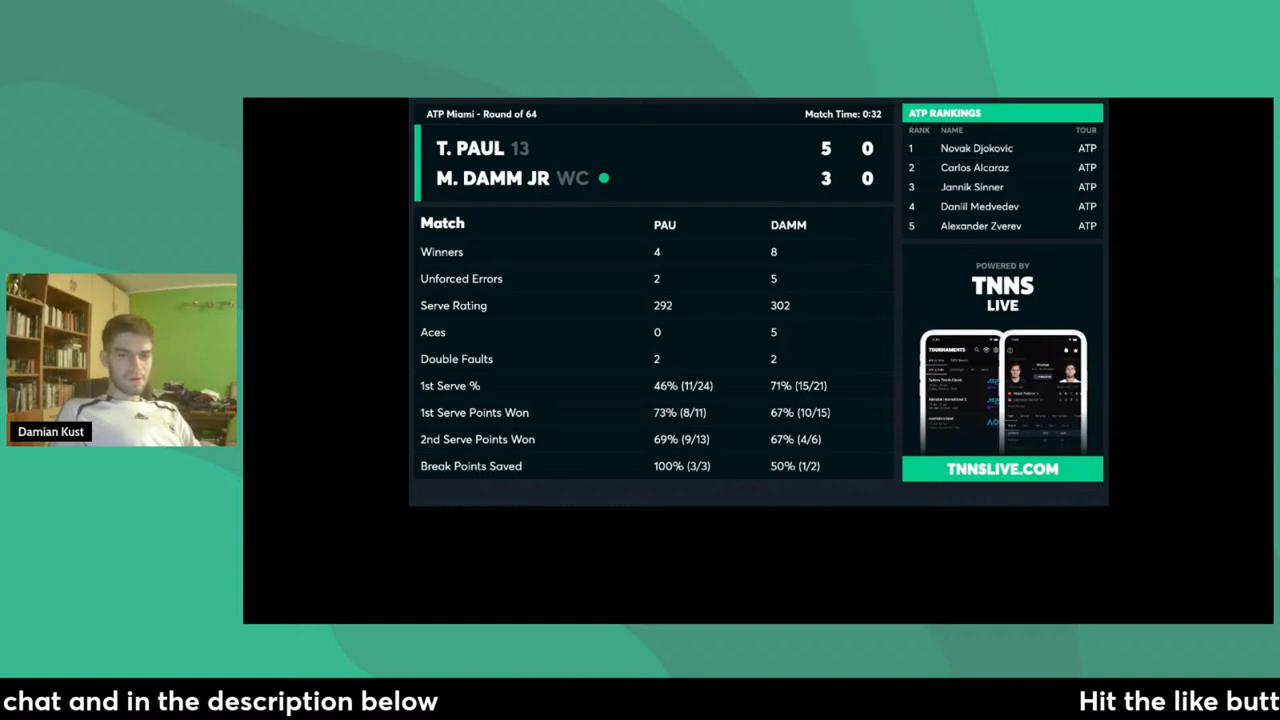 ATP Miami - Round of 64
Match Time: 0:32
T. PAUL 13 5 0
M. DAMM JR WC 3 0
Match PAU DAMM
Winners 4 8
Unforced Errors 2 5
Serve Rating 292 302
Aces 0 5
Double Faults 2 2
1st Serve % 46% (11/24) 71% (15/21)
1st Serve Points Won 73% (8/11) 67% (10/15)
2nd Serve Points Won 69% (9/13) 67% (4/6)
Break Points Saved 100% (3/3) 50% (1/2)
ATP RANKINGS
RANK NAME TOUR
1 Novak Djokovic ATP
2 Carlos Alcaraz ATP
3 Jannik Sinner ATP
4 Daniil Medvedev ATP
5 Alexander Zverev ATP
POWERED BY
TNNS
LIVE
TOURNAMENTS
TNNSLIVE.COM
Damian Kust
chat and in the description below
Hit the like butt